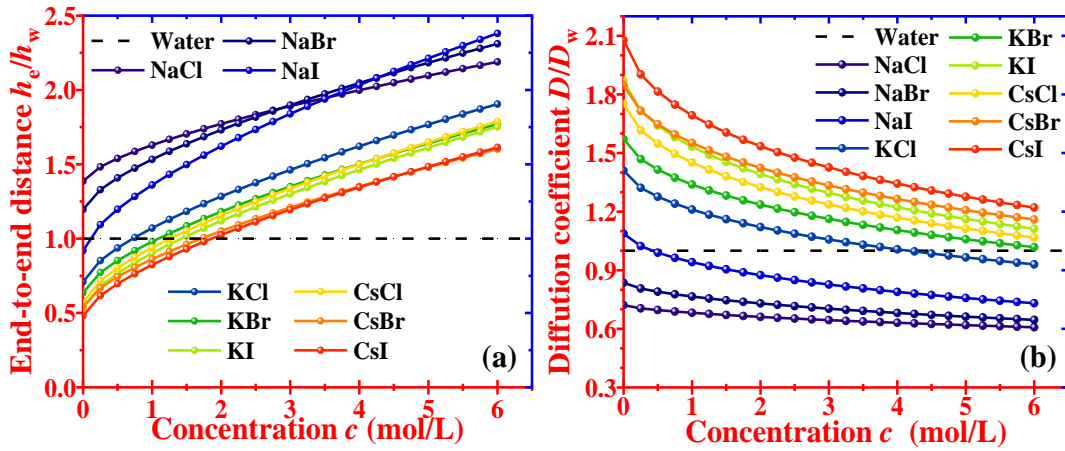 2.5
2.0
1.5
1.0
0.5
0.0
End-to-end distance he/hw
Water
NaCl
NaBr
NaI
KCl
KBr
KI
CsCl
CsBr
CsI
(a)
0 1 2 3 4 5 6
Concentration c (mol/L)
2.1
1.8
1.5
1.2
0.9
0.6
0.3
Diffution coefficient D/Dw
Water
NaCl
NaBr
NaI
KCl
KBr
KI
CsCl
CsBr
CsI
(b)
0 1 2 3 4 5 6
Concentration c (mol/L)